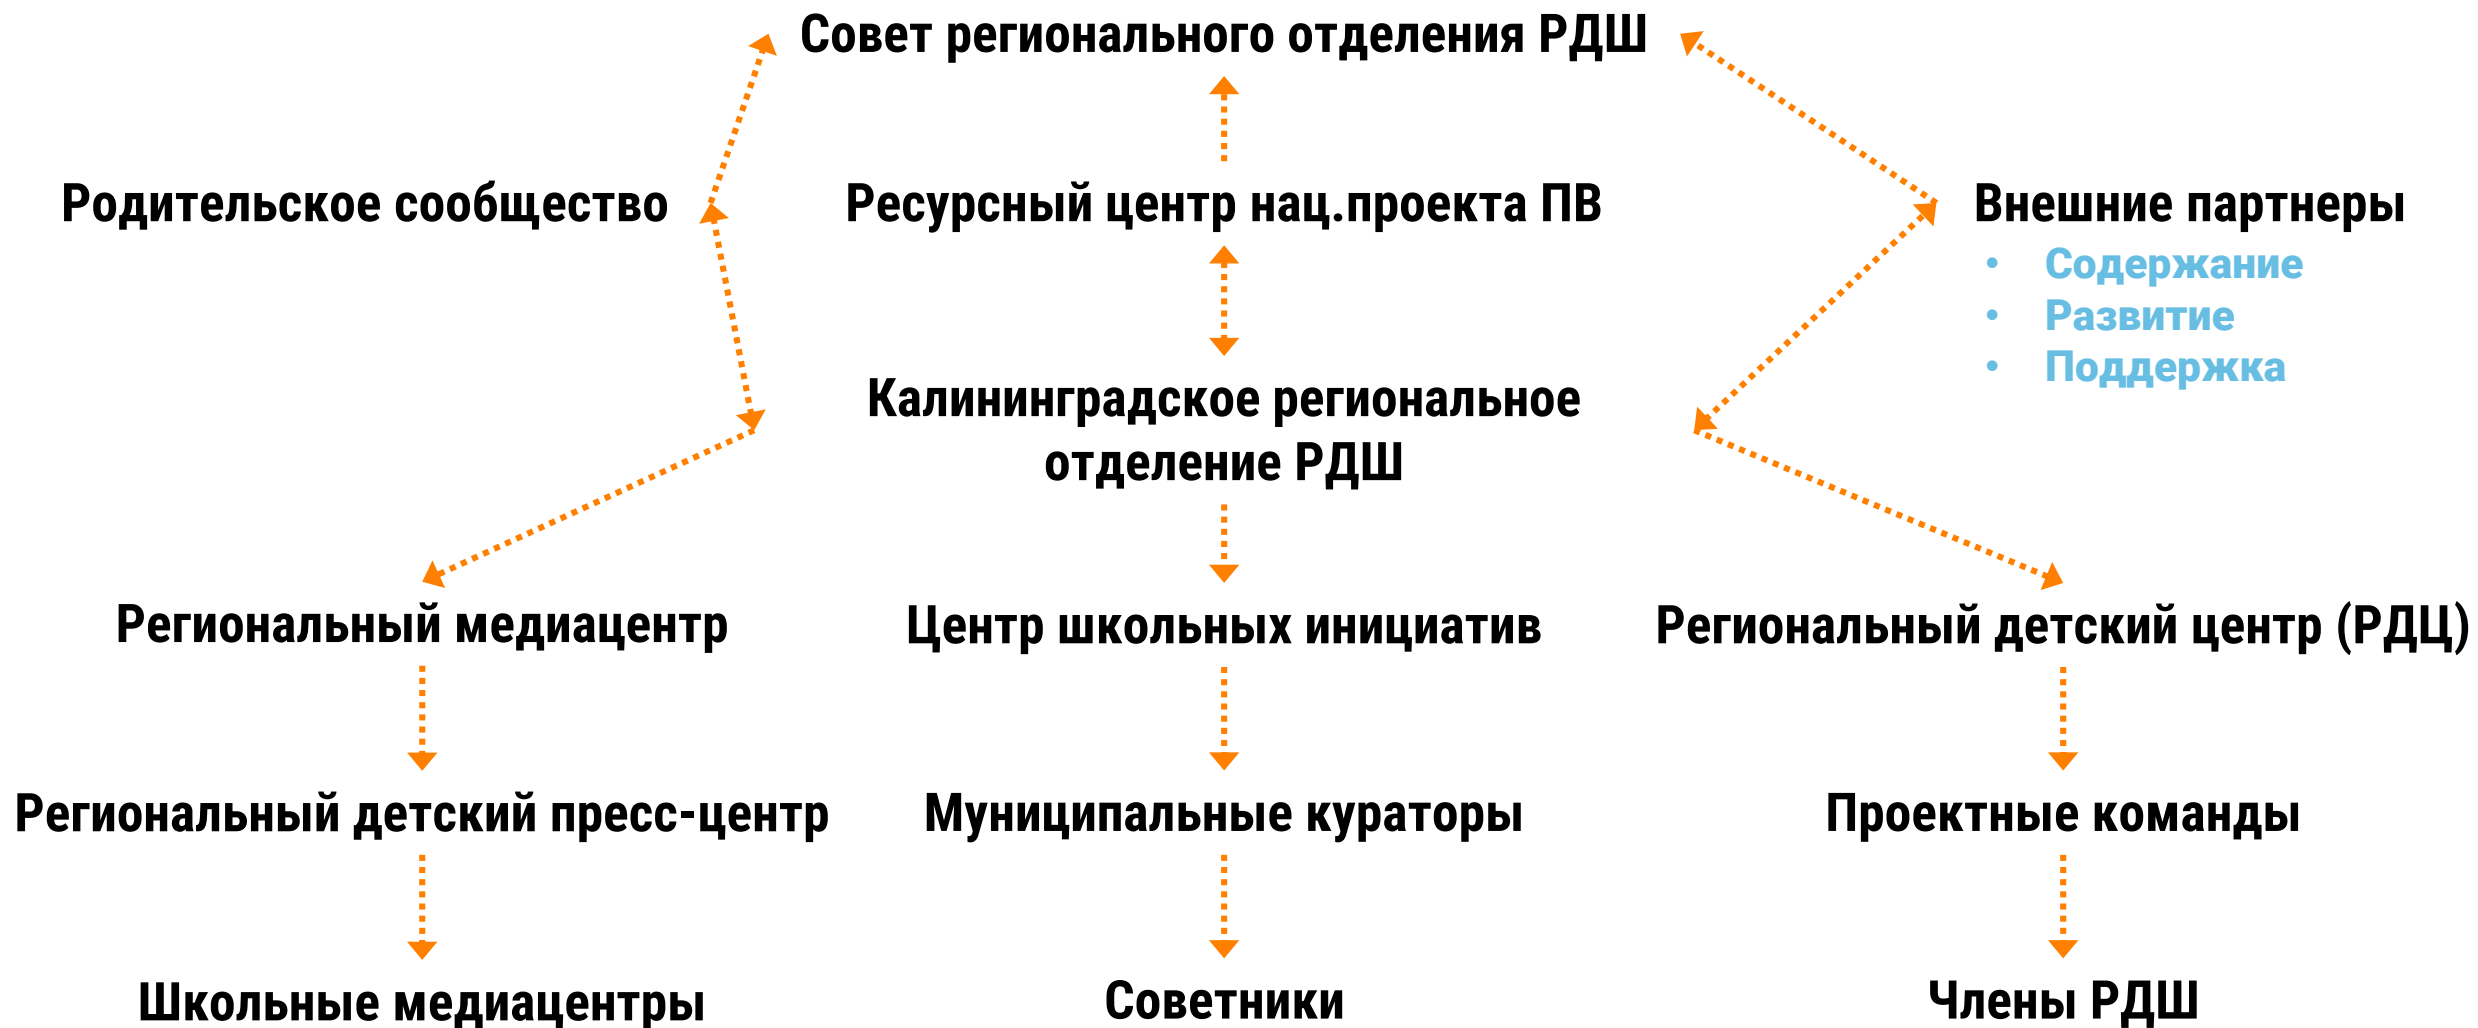 Совет регионального отделения РДШ
Родительское сообщество
Ресурсный центр нац.проекта ПВ
Внешние партнеры
• Содержание
• Развитие
• Поддержка
Калининградское региональное
отделение РДШ
Региональный медиацентр
Центр школьных инициатив
Региональный детский центр (РДЦ)
Региональный детский пресс-центр
Муниципальные кураторы
Проектные команды
Школьные медиацентры
Советники
Члены РДШ